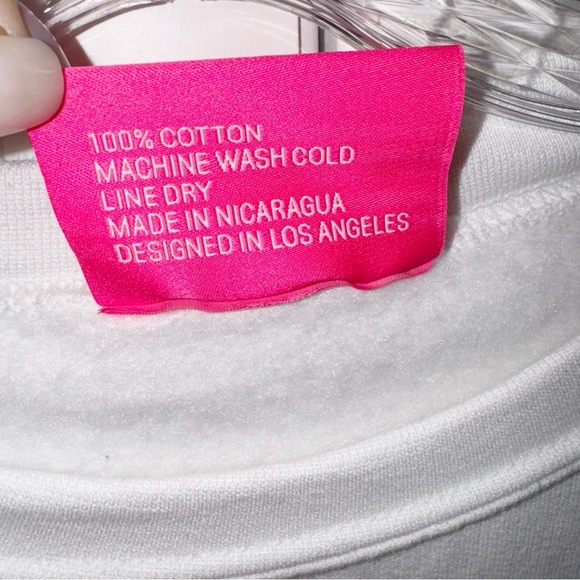 100% COTTON
MACHINE WASH COLD
LINE DRY
MADE IN NICARAGUA
DESIGNED IN LOS ANGELES